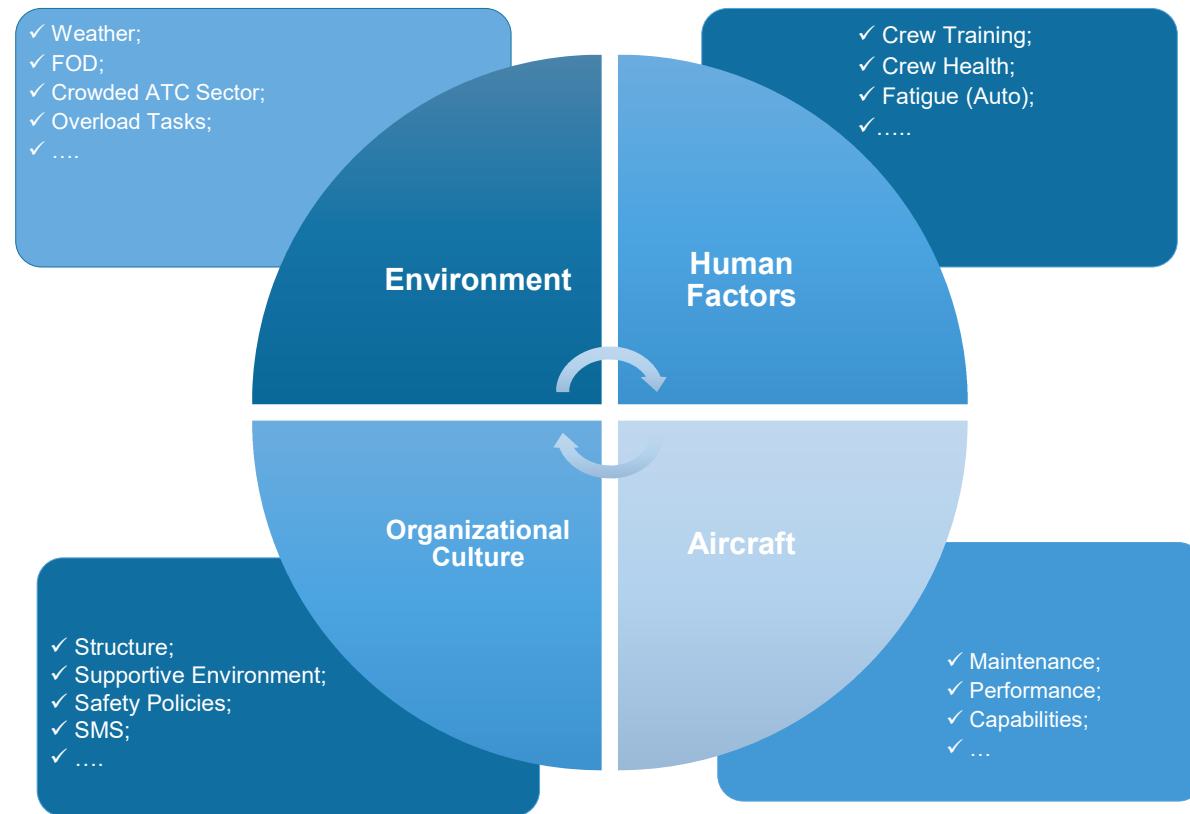 ✓ Weather;
✓ FOD;
✓ Crowded ATC Sector;
✓ Overload Tasks;
✓ ….
✓ Crew Training;
✓ Crew Health;
✓ Fatigue (Auto);
✓…..
Environment
Human
Factors
Organizational
Culture
Aircraft
✓ Structure;
✓ Supportive Environment;
✓ Safety Policies;
✓ SMS;
✓ ….
✓ Maintenance;
✓ Performance;
✓ Capabilities;
✓ …